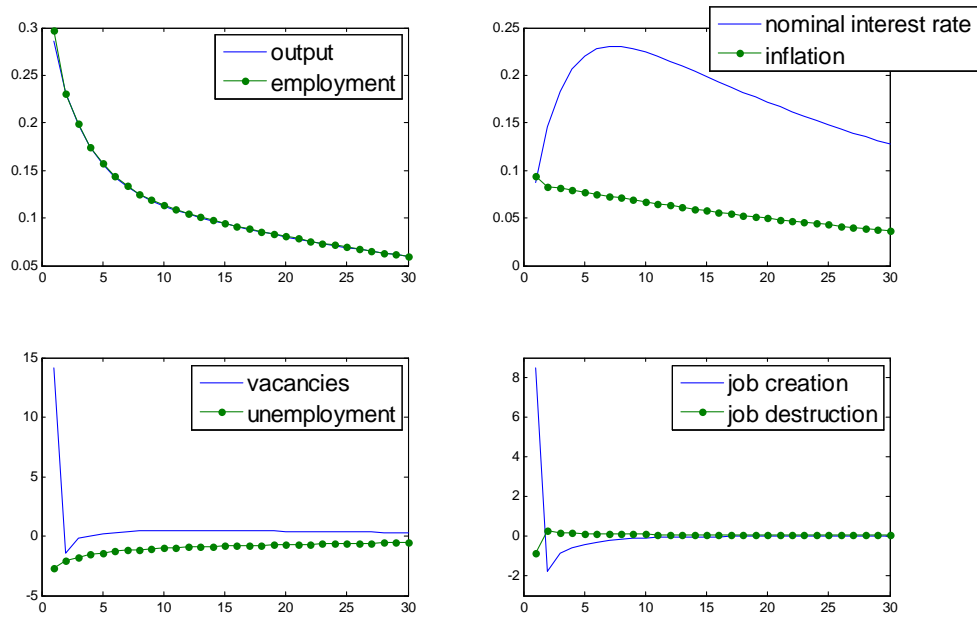 0.3
0.25
0.2
0.15
0.1
0.05
0 5 10 15 20 25 30
output
employment
0.25
0.2
0.15
0.1
0.05
0
0 5 10 15 20 25 30
nominal interest rate
inflation
15
10
5
0
-5
0 5 10 15 20 25 30
vacancies
unemployment
8
6
4
2
0
-2
0 5 10 15 20 25 30
job creation
job destruction